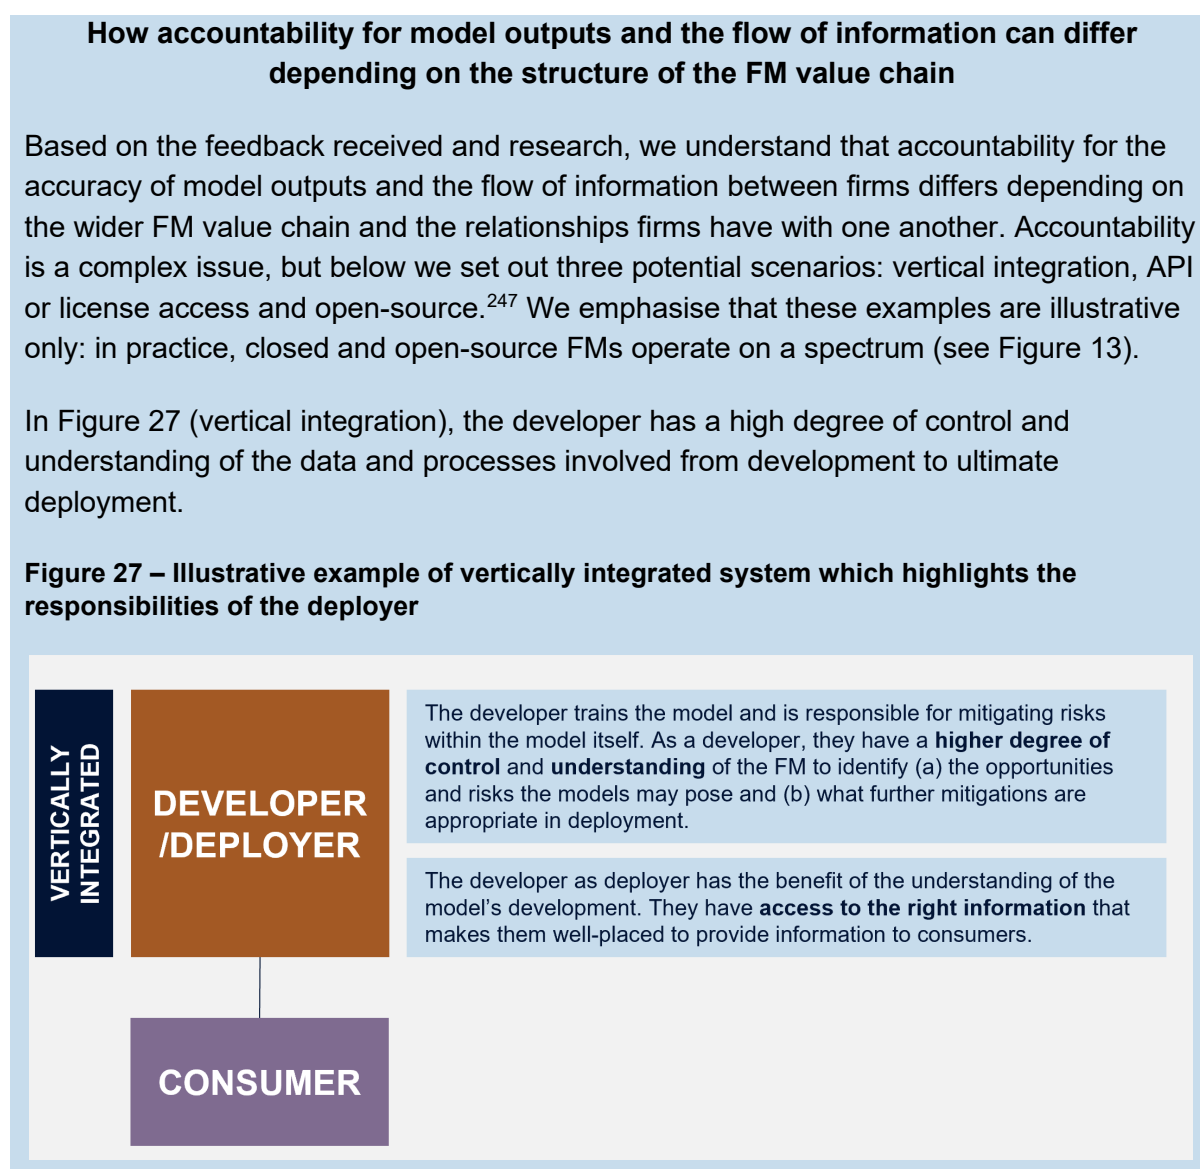 How accountability for model outputs and the flow of information can differ
depending on the structure of the FM value chain
Based on the feedback received and research, we understand that accountability for the
accuracy of model outputs and the flow of information between firms differs depending on
the wider FM value chain and the relationships firms have with one another. Accountability
is a complex issue, but below we set out three potential scenarios: vertical integration, API
or license access and open-source.247 We emphasise that these examples are illustrative
only: in practice, closed and open-source FMs operate on a spectrum (see Figure 13).
In Figure 27 (vertical integration), the developer has a high degree of control and
understanding of the data and processes involved from development to ultimate
deployment.
Figure 27 – Illustrative example of vertically integrated system which highlights the
responsibilities of the deployer
VERTICALLY
INTEGRATED
DEVELOPER
/DEPLOYER
The developer trains the model and is responsible for mitigating risks
within the model itself. As a developer, they have a higher degree of
control and understanding of the FM to identify (a) the opportunities
and risks the models may pose and (b) what further mitigations are
appropriate in deployment.
The developer as deployer has the benefit of the understanding of the
model’s development. They have access to the right information that
makes them well-placed to provide information to consumers.
CONSUMER